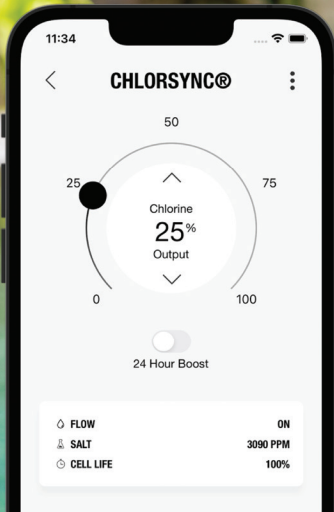 11:34
CHLORSYNC®
50
25
75
Chlorine
25%
Output
0
100
24 Hour Boost
FLOW ON
SALT 3090 PPM
CELL LIFE 100%